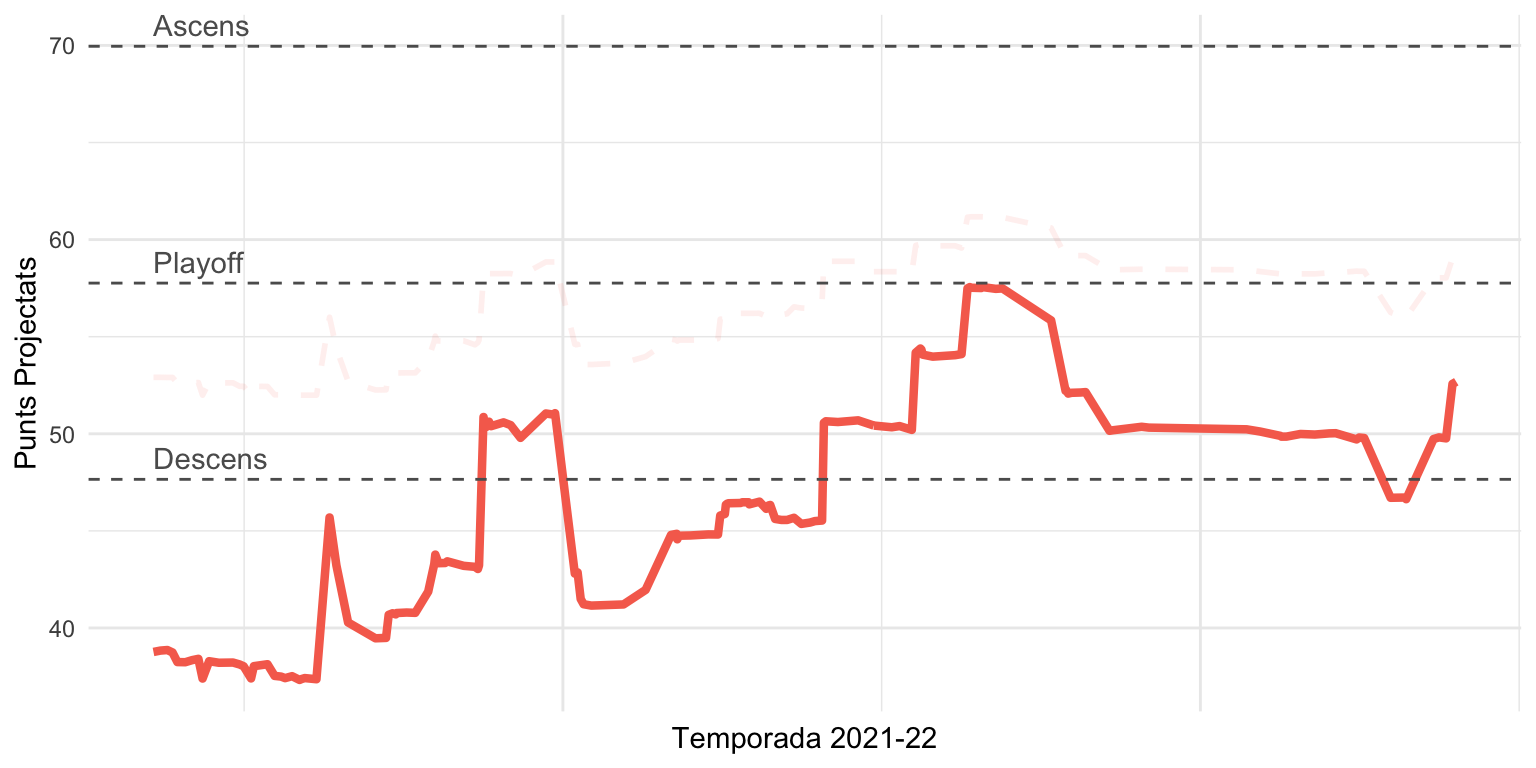 Ascens
70
60
Playoff
50
Descens
40
Punts Projectats
Temporada 2021-22